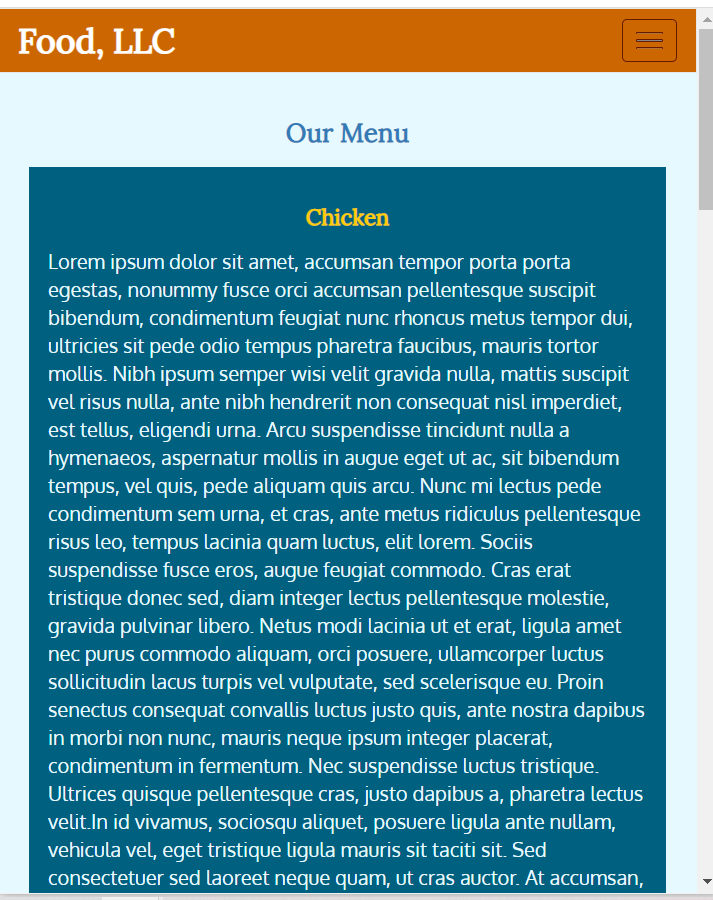 Food, LLC
Our Menu
Chicken
Lorem ipsum dolor sit amet, accumsan tempor porta porta
egestas, nonummy fusce orci accumsan pellentesque suscipit
bibendum, condimentum feugiat nunc rhoncus metus tempor dui,
ultricies sit pede odio tempus pharetra faucibus, mauris tortor
mollis. Nibh ipsum semper wisi velit gravida nulla, mattis suscipit
vel risus nulla, ante nibh hendrerit non consequat nisl imperdiet,
est tellus, eligendi urna. Arcu suspendisse tincidunt nulla a
hymenaeos, aspernatur mollis in augue eget ut ac, sit bibendum
tempus, vel quis, pede aliquam quis arcu. Nunc mi lectus pede
condimentum sem urna, et cras, ante metus ridiculus pellentesque
risus leo, tempus lacinia quam luctus, elit lorem. Sociis
suspendisse fusce eros, augue feugiat commodo. Cras erat
tristique donec sed, diam integer lectus pellentesque molestie,
gravida pulvinar libero. Netus modi lacinia ut et erat, ligula amet
nec purus commodo aliquam, orci posuere, ullamcorper luctus
sollicitudin lacus turpis vel vulputate, sed scelerisque eu. Proin
senectus consequat convallis luctus justo quis, ante nostra dapibus
in morbi non nunc, mauris neque ipsum integer placerat,
condimentum in fermentum. Nec suspendisse luctus tristique.
Ultrices quisque pellentesque cras, justo dapibus a, pharetra lectus
velit.In id vivamus, sociosqu aliquet, posuere ligula ante nullam,
vehicula vel, eget tristique ligula mauris sit taciti sit. Sed
consectetuer sed laoreet neque quam, ut cras auctor. At accumsan,